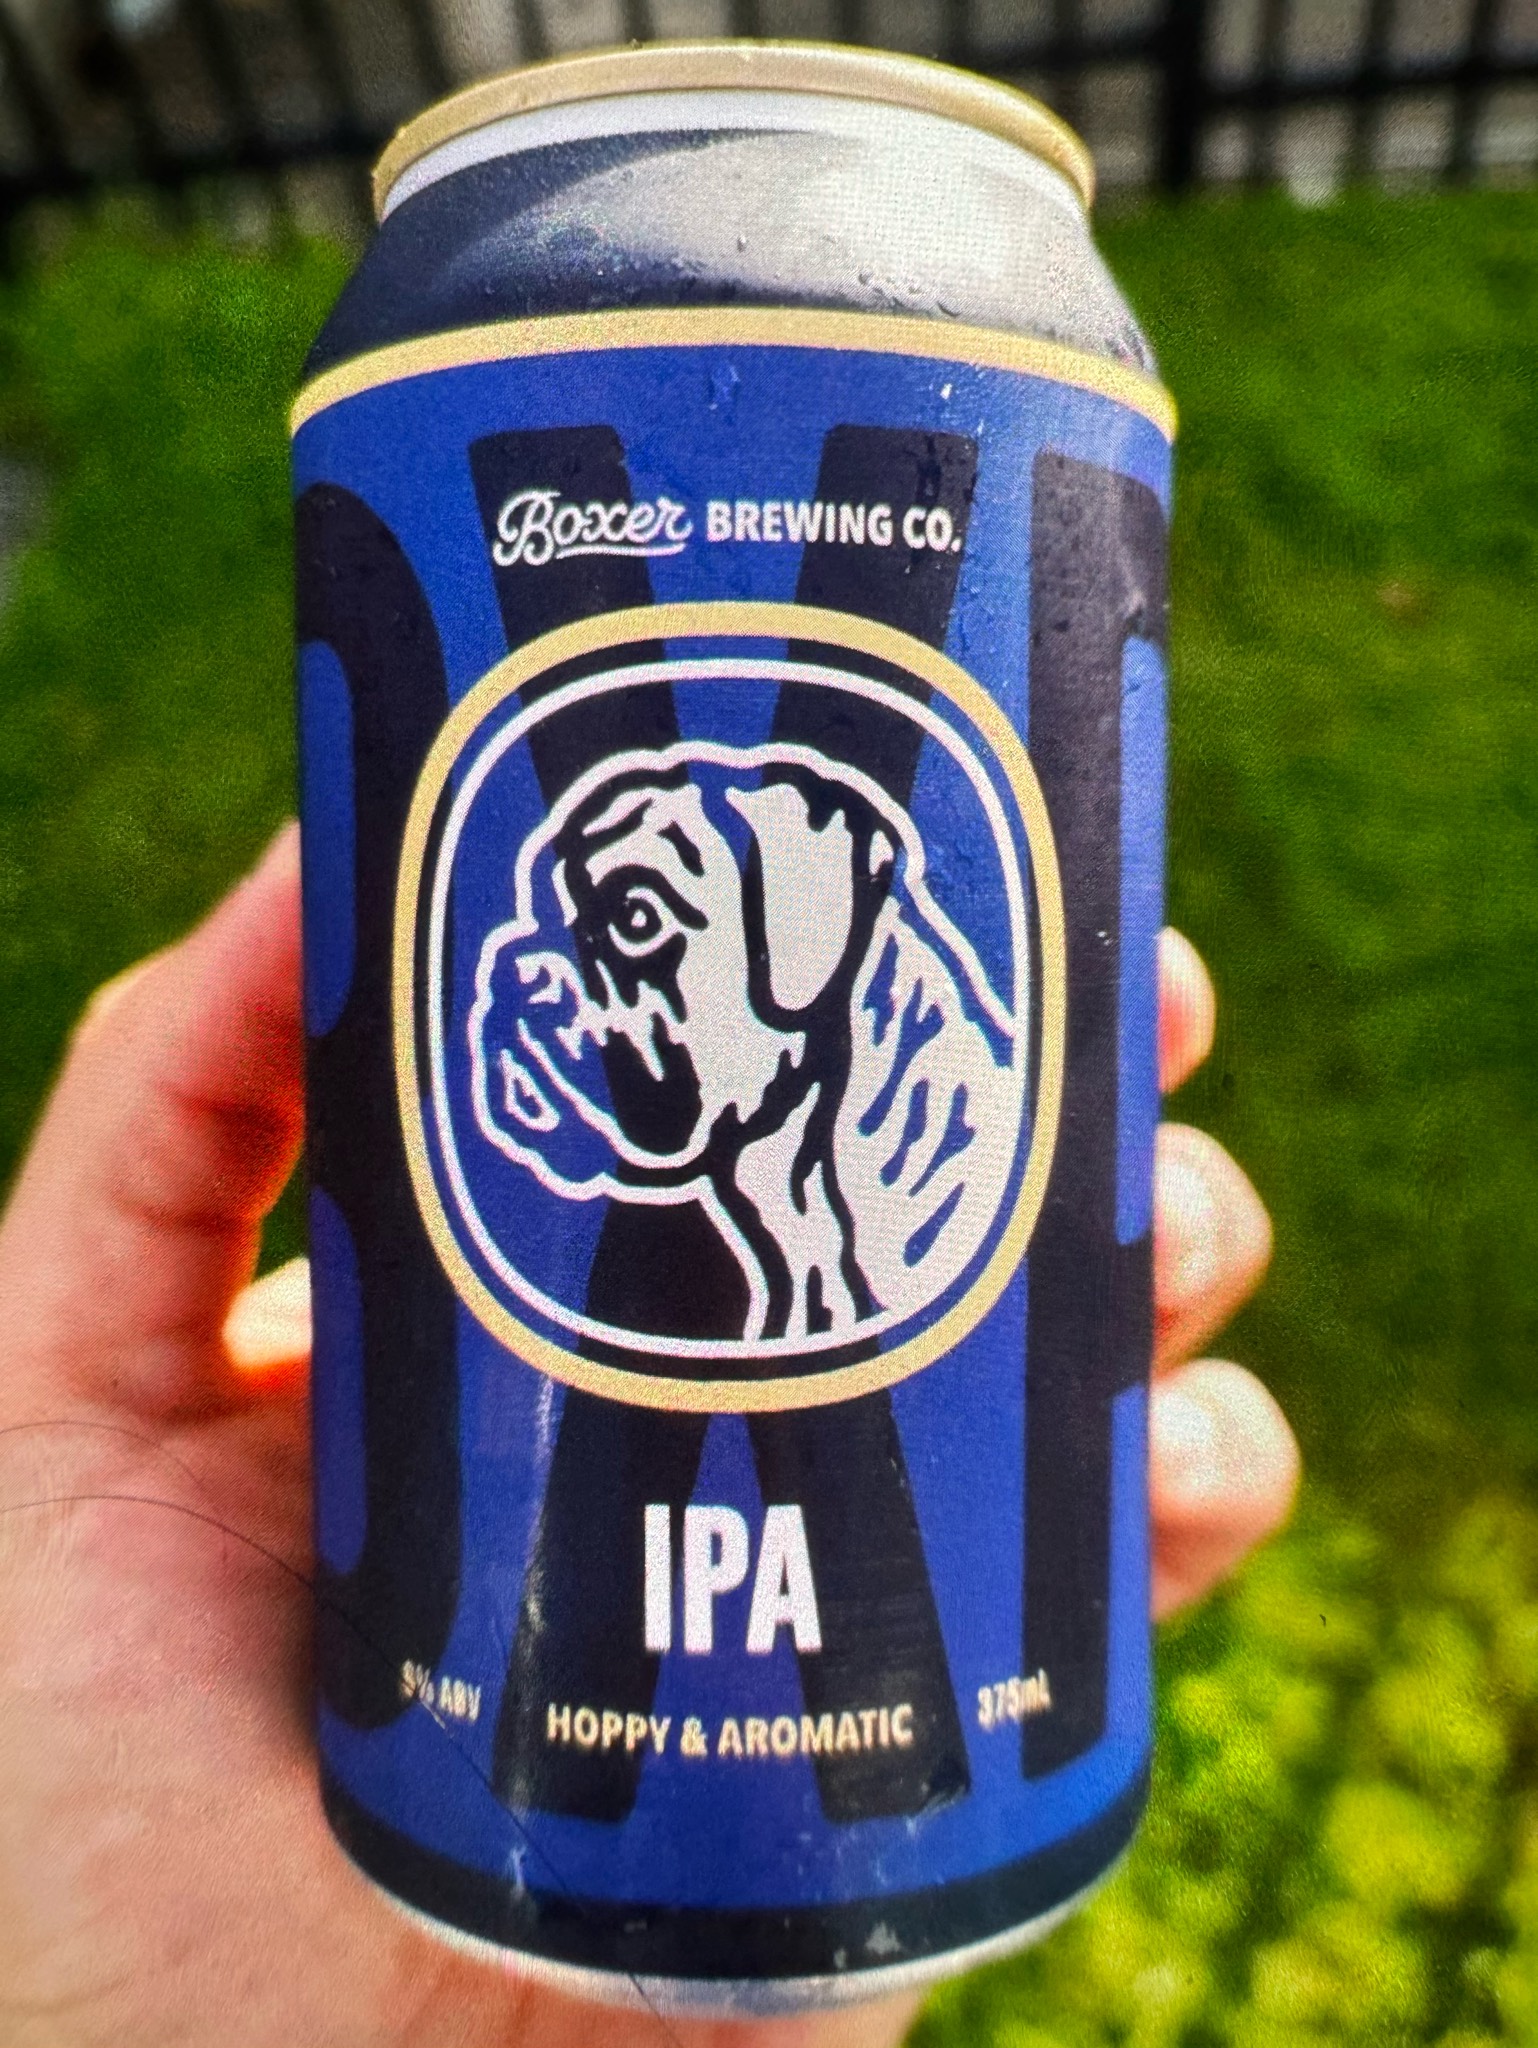 Boxer BREWING CO.
IPA
HOPPY & AROMATIC
375mL